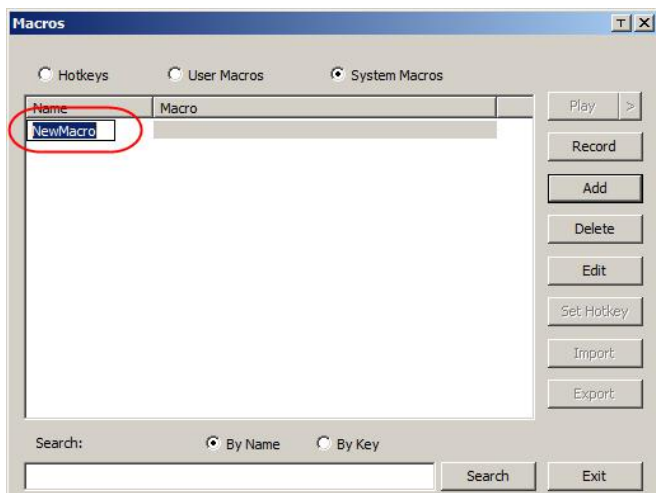 Macros
T X
Hotkeys User Macros System Macros
Name Macro Play >
NewMacro
Record
Add
Delete
Edit
Set Hotkey
Import
Export
Search: By Name By Key
Search Exit